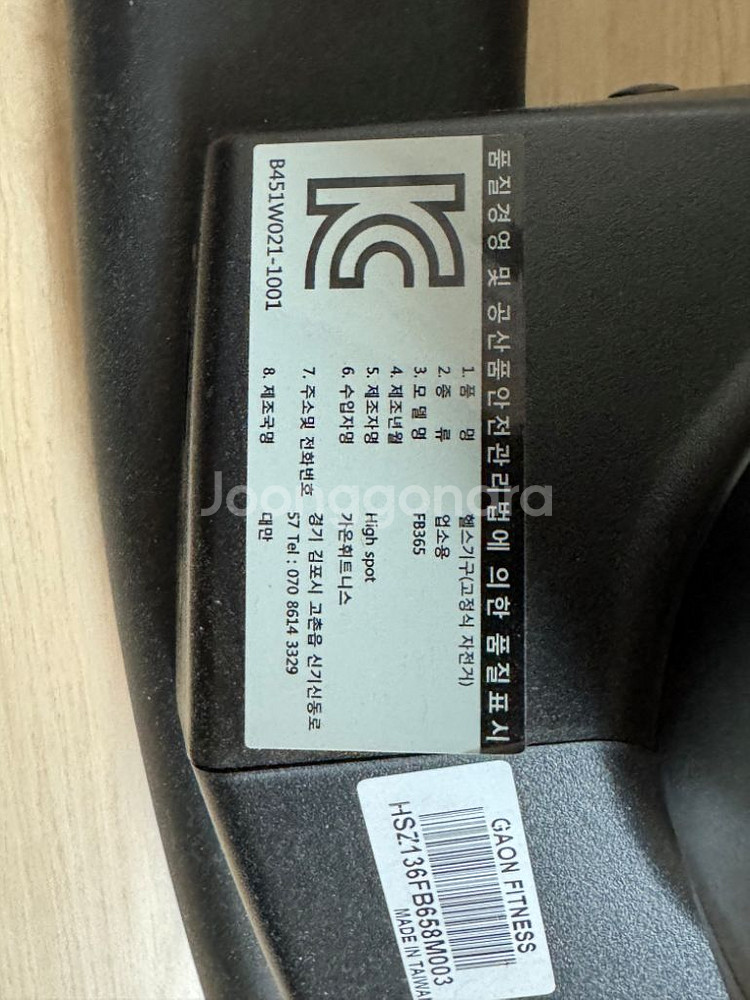 품질경영 및 공산품안전관리법에 의한 품질표시
B451W021-1001
1. 품 명 헬스기구(고정식 자전거)
2. 종 류 업소용
3. 모델명 FB365
4. 제조년월
5. 제조자명 High spot
6. 수입자명 가온휘트니스
7. 주소및 전화번호 경기 김포시 고촌읍 신기신동로
57 Tel : 070 8614 3329
8. 제조국명 대만
Joonggonara
GAON FITNESS
HSZ136FB658M003
MADE IN TAIWA